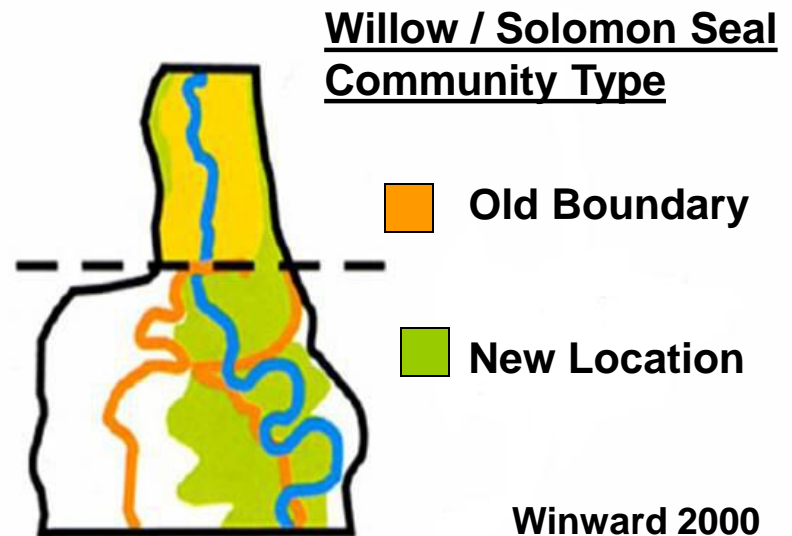 Willow / Solomon Seal
Community Type
Old Boundary
New Location
Winward 2000